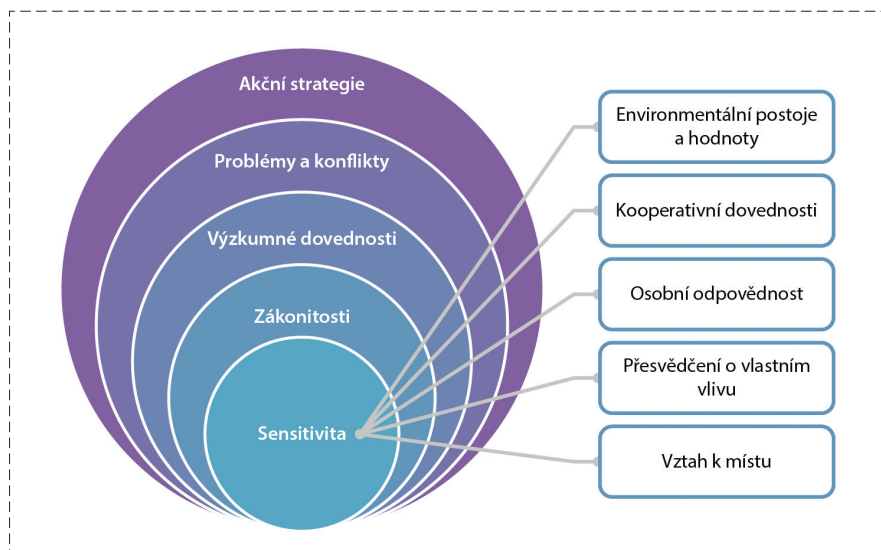 Akční strategie
Problémy a konflikty
Výzkumné dovednosti
Zákonitosti
Sensitivita
Environmentální postoje
a hodnoty
Kooperativní dovednosti
Osobní odpovědnost
Přesvědčení o vlastním
vlivu
Vztah k místu